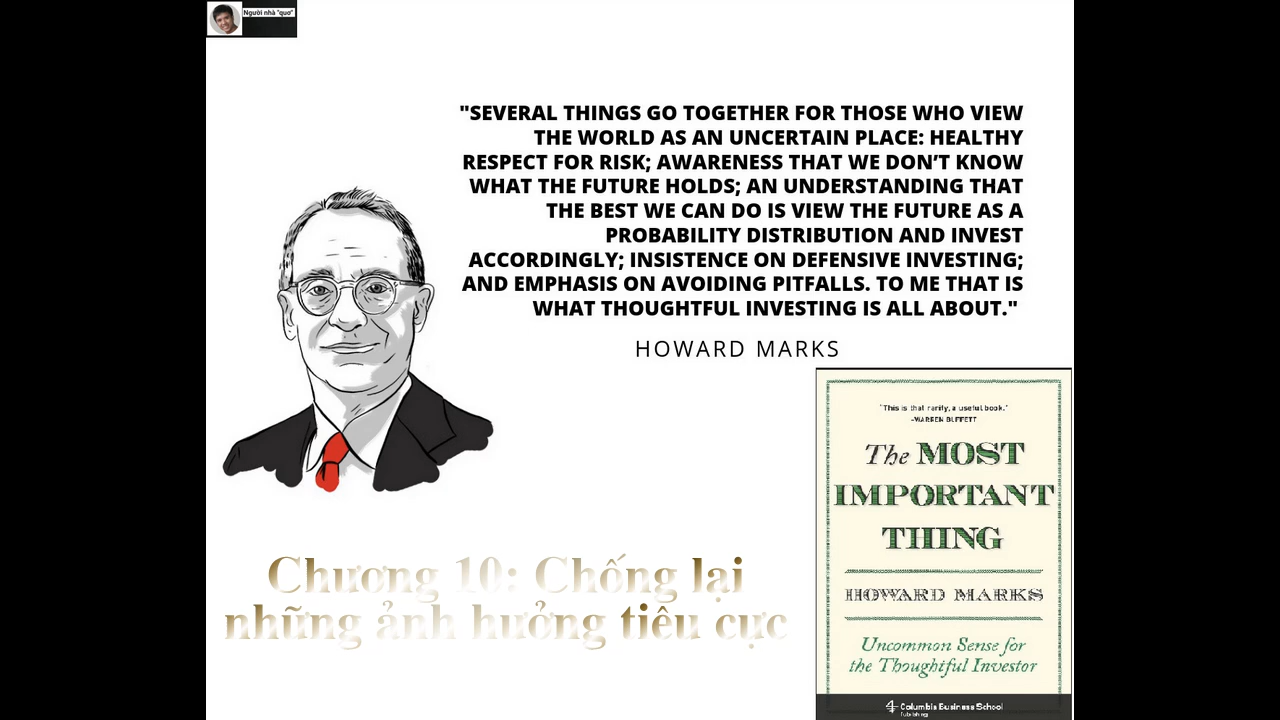 Người nhà "quơ"
"SEVERAL THINGS GO TOGETHER FOR THOSE WHO VIEW
THE WORLD AS AN UNCERTAIN PLACE: HEALTHY
RESPECT FOR RISK; AWARENESS THAT WE DON'T KNOW
WHAT THE FUTURE HOLDS; AN UNDERSTANDING THAT
THE BEST WE CAN DO IS VIEW THE FUTURE AS A
PROBABILITY DISTRIBUTION AND INVEST
ACCORDINGLY; INSISTENCE ON DEFENSIVE INVESTING;
AND EMPHASIS ON AVOIDING PITFALLS. TO ME THAT IS
WHAT THOUGHTFUL INVESTING IS ALL ABOUT."
HOWARD MARKS
"This is that rarity, a useful book."
–WARREN BUFFETT
The MOST
IMPORTANT
THING
HOWARD MARKS
Uncommon Sense for
the Thoughtful Investor
Columbia Business School
Publishing
Chương 10: Chống lại
những ảnh hưởng tiêu cực